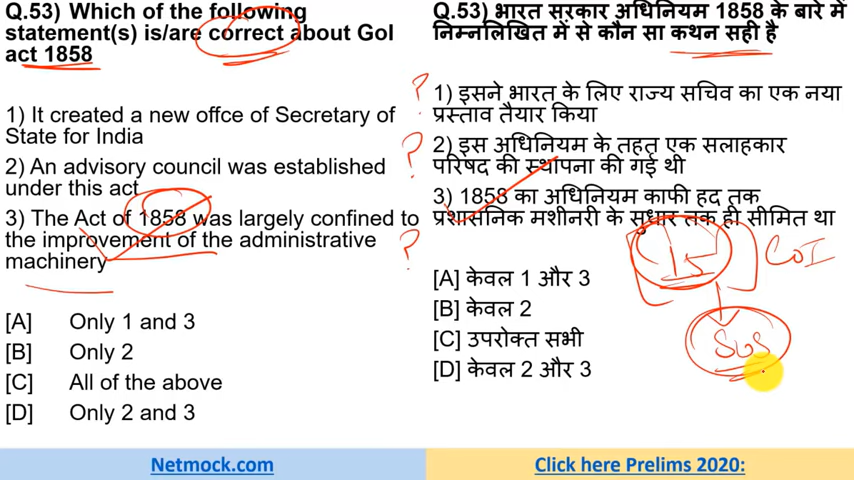 Q.53) Which of the following
statement(s) is/are correct about GoI
act 1858
1) It created a new offce of Secretary of
State for India
2) An advisory council was established
under this act
3) The Act of 1858 was largely confined to
the improvement of the administrative
machinery
[A] Only 1 and 3
[B] Only 2
[C] All of the above
[D] Only 2 and 3
Q.53) भारत सरकार अधिनियम 1858 के बारे में
निम्नलिखित में से कौन सा कथन सही है
? 1) इसने भारत के लिए राज्य सचिव का एक नया
प्रस्ताव तैयार किया
? 2) इस अधिनियम के तहत एक सलाहकार
परिषद की स्थापना की गई थी
3) 1858 का अधिनियम काफी हद तक
प्रशासनिक मशीनरी के सुधार तक ही सीमित था
?
15 CoI
SoS
[A] केवल 1 और 3
[B] केवल 2
[C] उपरोक्त सभी
[D] केवल 2 और 3
Netmock.com
Click here Prelims 2020: